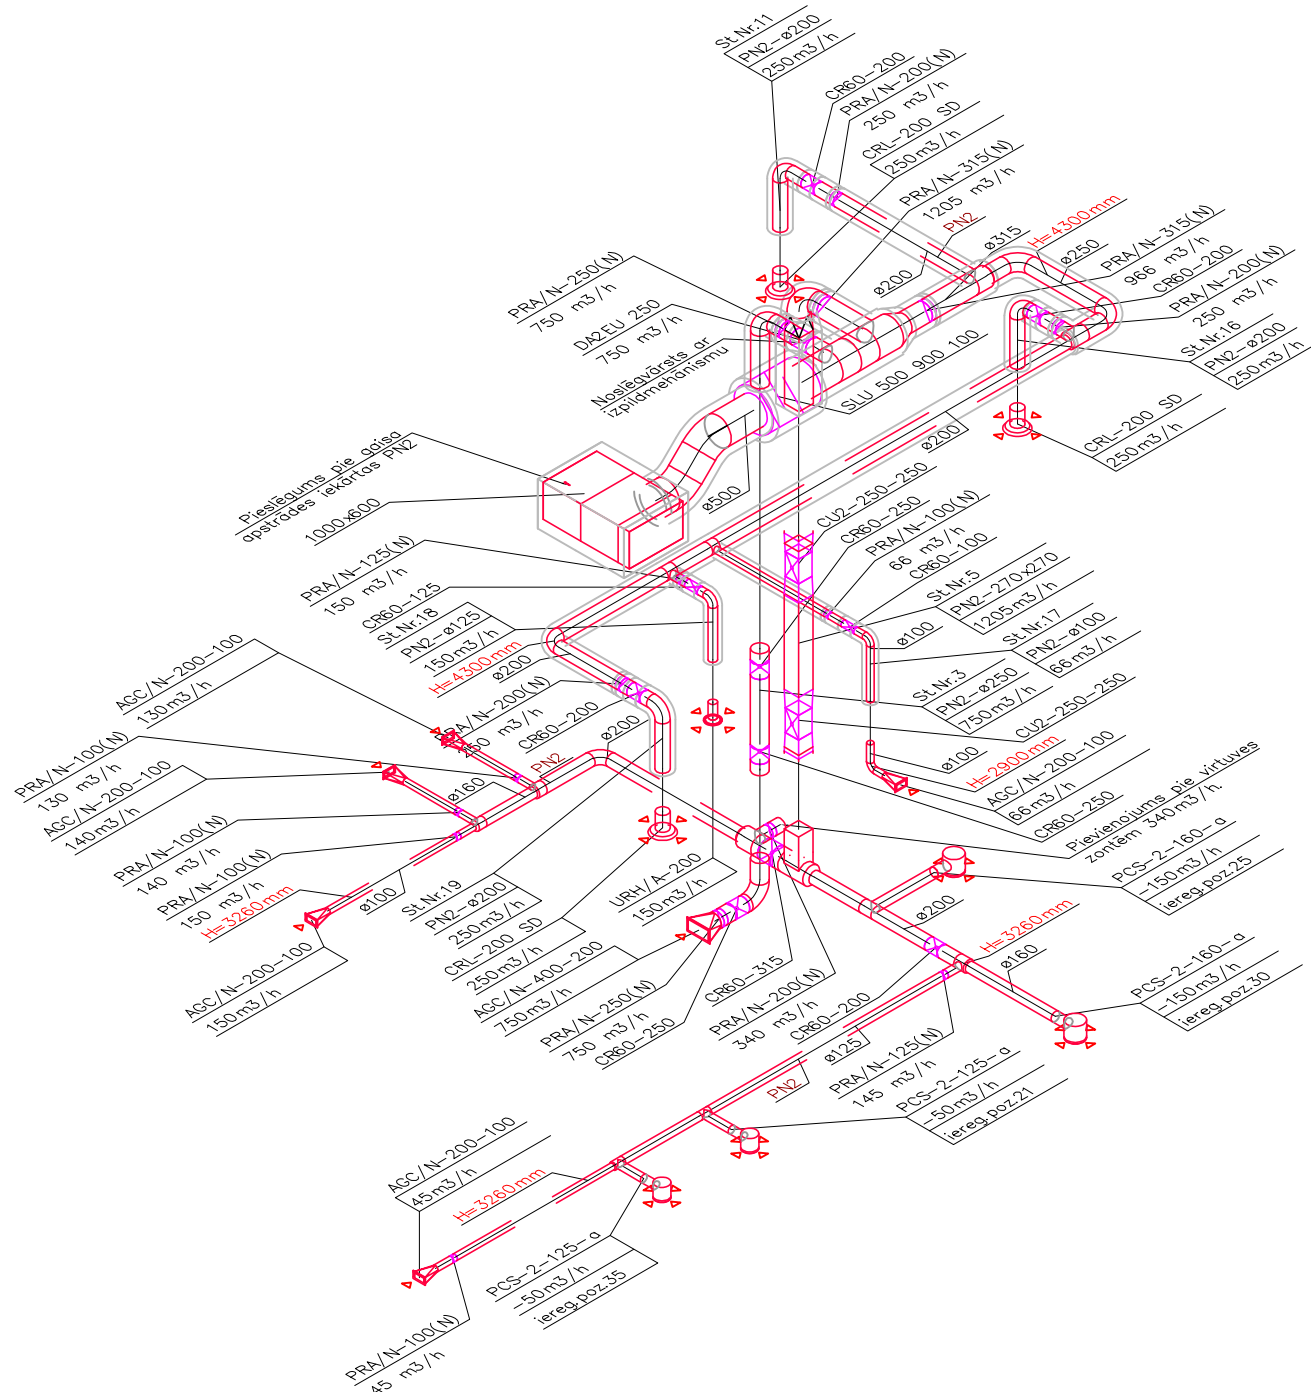 St.Nr.11
PN2-ø200
250m3/h
CR60-200
PRA/N-200(N)
250 m3/h
CRL-200 SD
250m3/h
PRA/N-315(N)
1205 m3/h
PN2
ø200
ø315
H=4300mm
ø250
PRA/N-315(N)
966 m3/h
CR60-200
PRA/N-200(N)
250 m3/h
St.Nr.16
PN2-ø200
250m3/h
CRL-200 SD
250m3/h
PRA/N-250(N)
750 m3/h
DA2EU 250
750 m3/h
Noslēgvārsts ar
izpildmehānismu
SLU 500 900 100
ø200
Pieslēgums pie gaisa
apstrādes iekārtas PN2
1000x600
ø500
CU2-250-250
CR60-250
PRA/N-100(N)
66 m3/h
CR60-100
St.Nr.5
PN2-270x270
1205m3/h
St.Nr.17
PN2-ø100
66m3/h
ø100
St.Nr.3
PN2-ø250
750m3/h
CU2-250-250
ø100
H=2900mm
AGC/N-200-100
66m3/h
CR60-250
Pievienojums pie virtuves
zontēm 340m3/h.
PRA/N-125(N)
150 m3/h
CR60-125
St.Nr.18
PN2-ø125
150m3/h
H=4300mm
ø200
PRA/N-200(N)
250 m3/h
CR60-200
ø200
PN2
ø160
AGC/N-200-100
130m3/h
PRA/N-100(N)
130 m3/h
AGC/N-200-100
140m3/h
PRA/N-100(N)
140 m3/h
PRA/N-100(N)
150 m3/h
H=3260mm
ø100
AGC/N-200-100
150m3/h
St.Nr.19
PN2-ø200
250m3/h
CRL-200 SD
250m3/h
URH/A-200
150m3/h
AGC/N-400-200
750m3/h
PRA/N-250(N)
750 m3/h
CR60-250
CR60-315
PRA/N-200(N)
340 m3/h
CR60-200
ø200
H=3260mm
ø160
PCS-2-160-a
-150m3/h
iereg.poz.25
PCS-2-160-a
-150m3/h
iereg.poz.30
ø125
PRA/N-125(N)
145 m3/h
PN2
PCS-2-125-a
-50m3/h
iereg.poz.21
AGC/N-200-100
45m3/h
H=3260mm
PCS-2-125-a
-50m3/h
iereg.poz.35
PRA/N-100(N)
45 m3/h